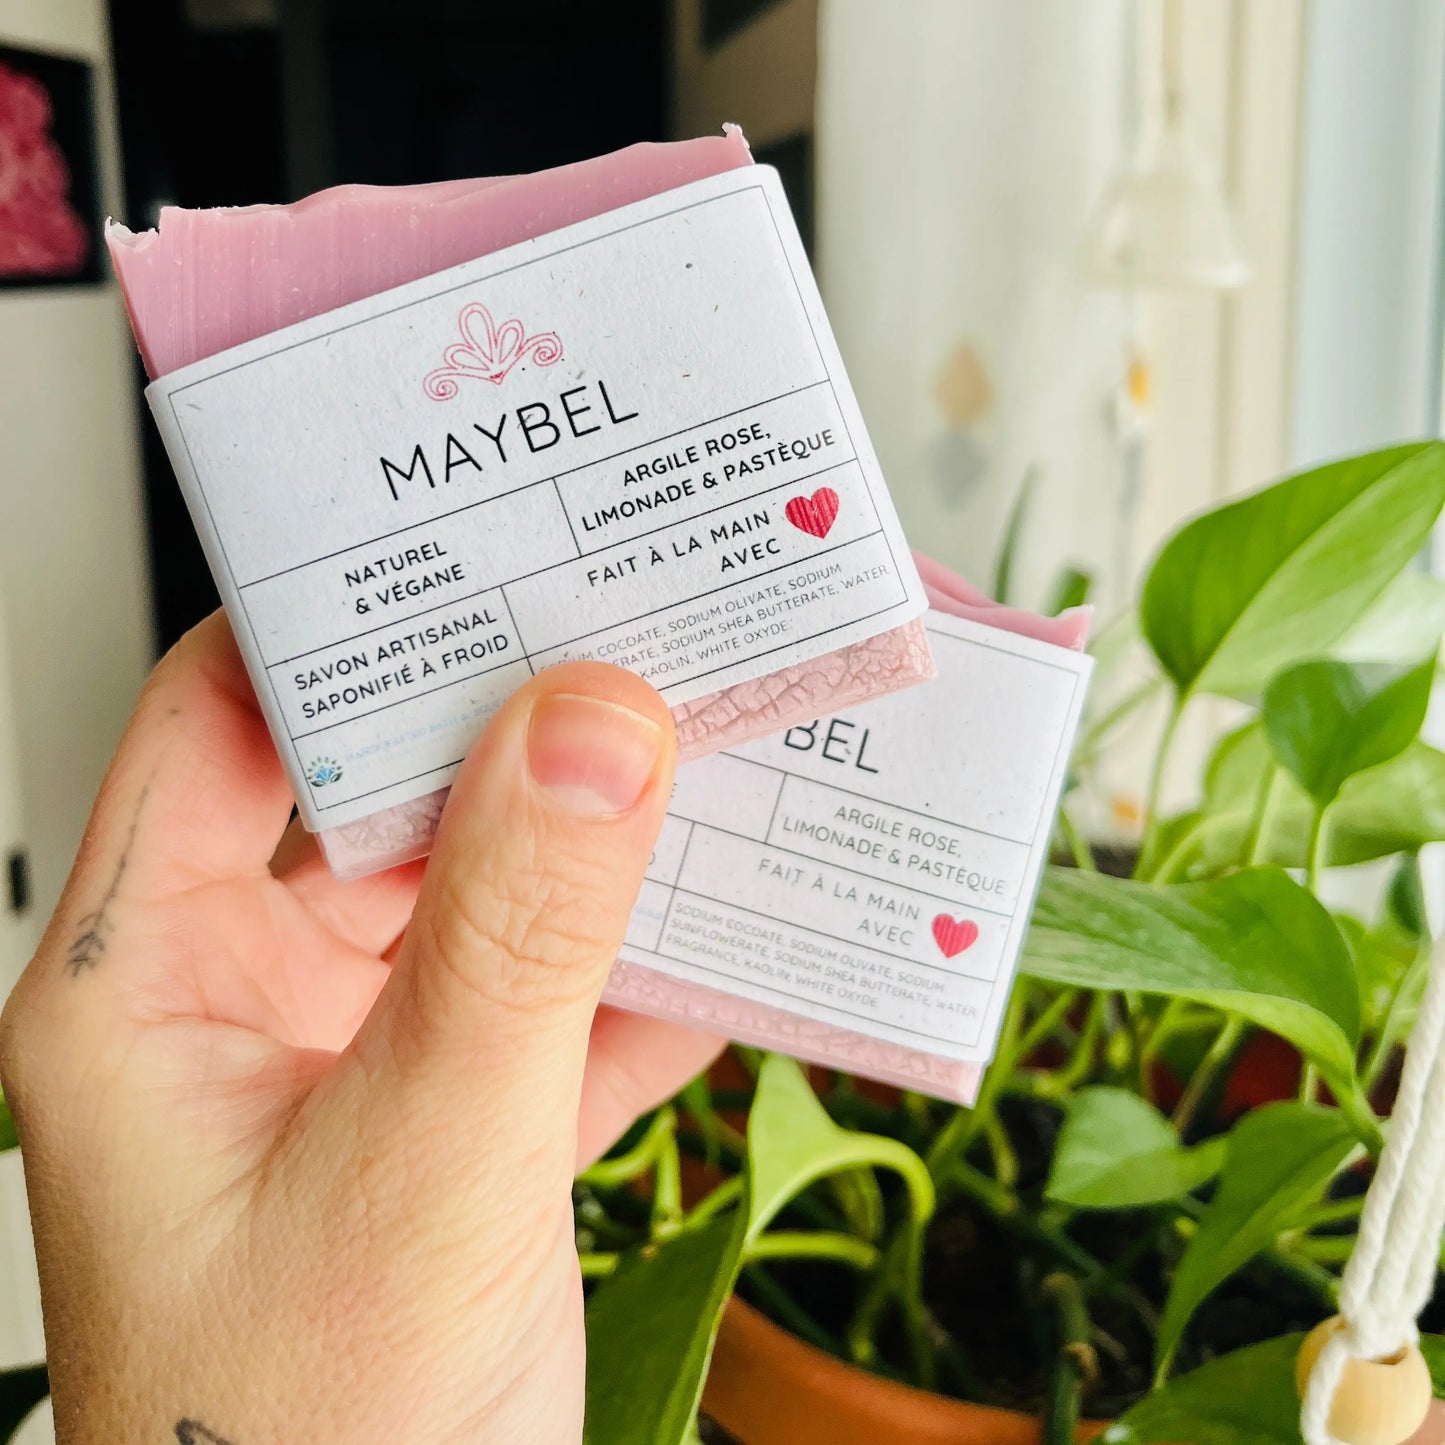 MAYBEL
ARGILE ROSE,
LIMONADE & PASTÈQUE
NATUREL
& VÉGANE
FAIT À LA MAIN
AVEC
SAVON ARTISANAL
SAPONIFIÉ À FROID
COCOATE, SODIUM OLIVATE, SODIUM
SODIUM SHEA BUTTERATE, WATER,
KAOLIN, WHITE OXYDE
BEL
ARGILE ROSE,
LIMONADE & PASTÈQUE
FAIT À LA MAIN
AVEC
SODIUM COCOATE, SODIUM OLIVATE, SODIUM
SUNFLOWERATE, SODIUM SHEA BUTTERATE, WATER,
FRAGRANCE, KAOLIN, WHITE OXYDE